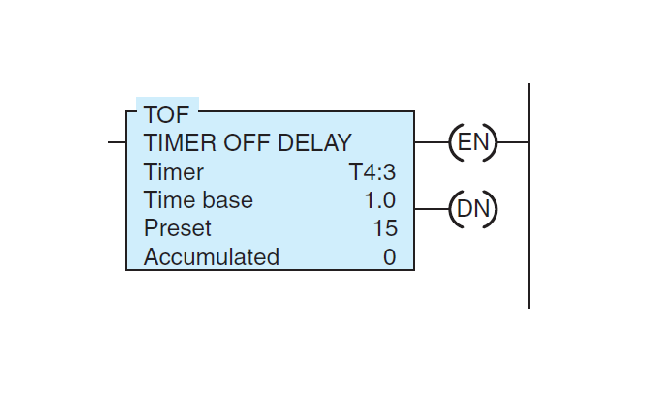 TOF
TIMER OFF DELAY (EN)
Timer T4:3
Time base 1.0
(DN)
Preset 15
Accumulated 0